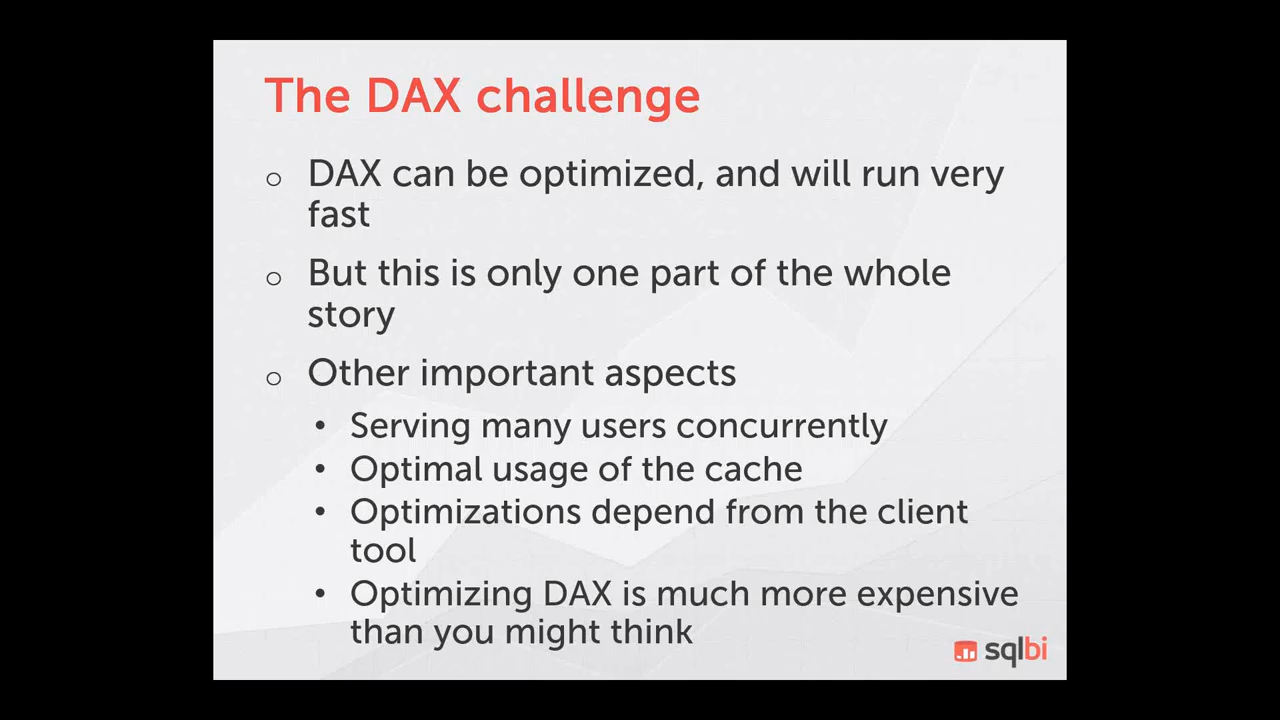 The DAX challenge
DAX can be optimized, and will run very
fast
But this is only one part of the whole
story
Other important aspects
Serving many users concurrently
Optimal usage of the cache
Optimizations depend from the client
tool
Optimizing DAX is much more expensive
than you might think
sqlbi